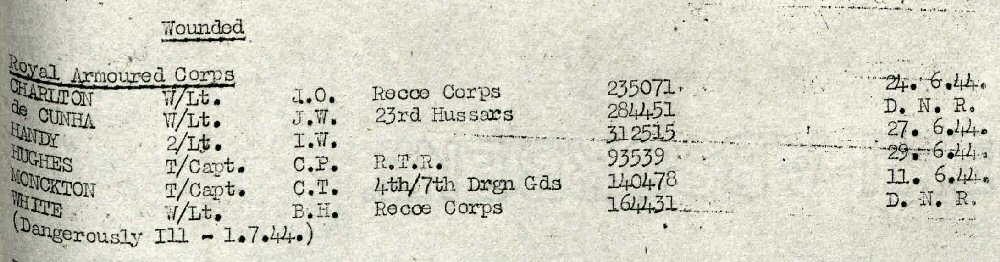 Wounded
Royal Armoured Corps
CHARLTON W/Lt. J.O. Recce Corps 235071. 24. 6.44.
de CUNHA W/Lt. J.W. 23rd Hussars 284451 D. N. R.
HANDY 2/Lt. I.W. 312515 27. 6.44.
HUGHES T/Capt. C.P. R.T.R. 93539 29. 6.44.
MONCKTON T/Capt. C.T. 4th/7th Drgn Gds 140478 11. 6.44.
WHITE W/Lt. B.H. Recce Corps 164431 D. N. R.
(Dangerously Ill - 1.7.44.)